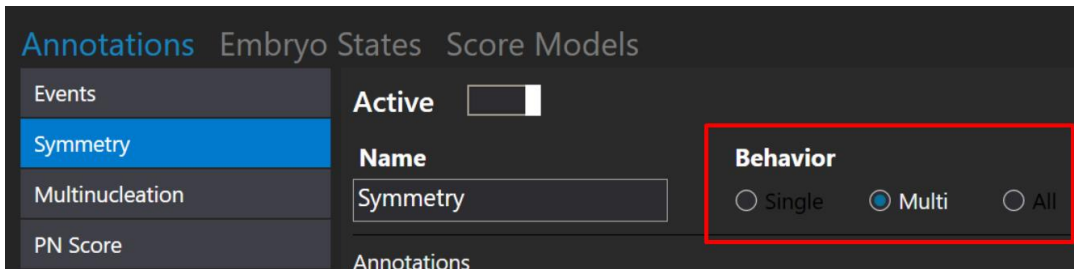 Annotations Embryo States Score Models
Events
Symmetry
Multinucleation
PN Score
Active
Name
Symmetry
Behavior
Single Multi All
Annotations